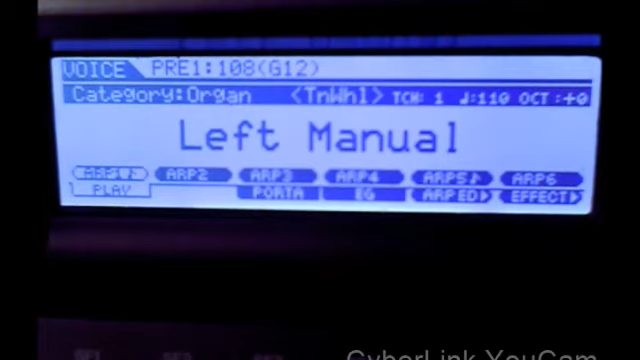 VOICE PRE1:108(G12)
Category:Organ <TnWhl> TCH: 1 ♩:110 OCT :+0
Left Manual
ARP1♪ ARP2 ARP3 ARP4 ARP5♪ ARP6
PLAY PORTA EG ARP ED▶ EFFECT▶
CyberLink YouCam